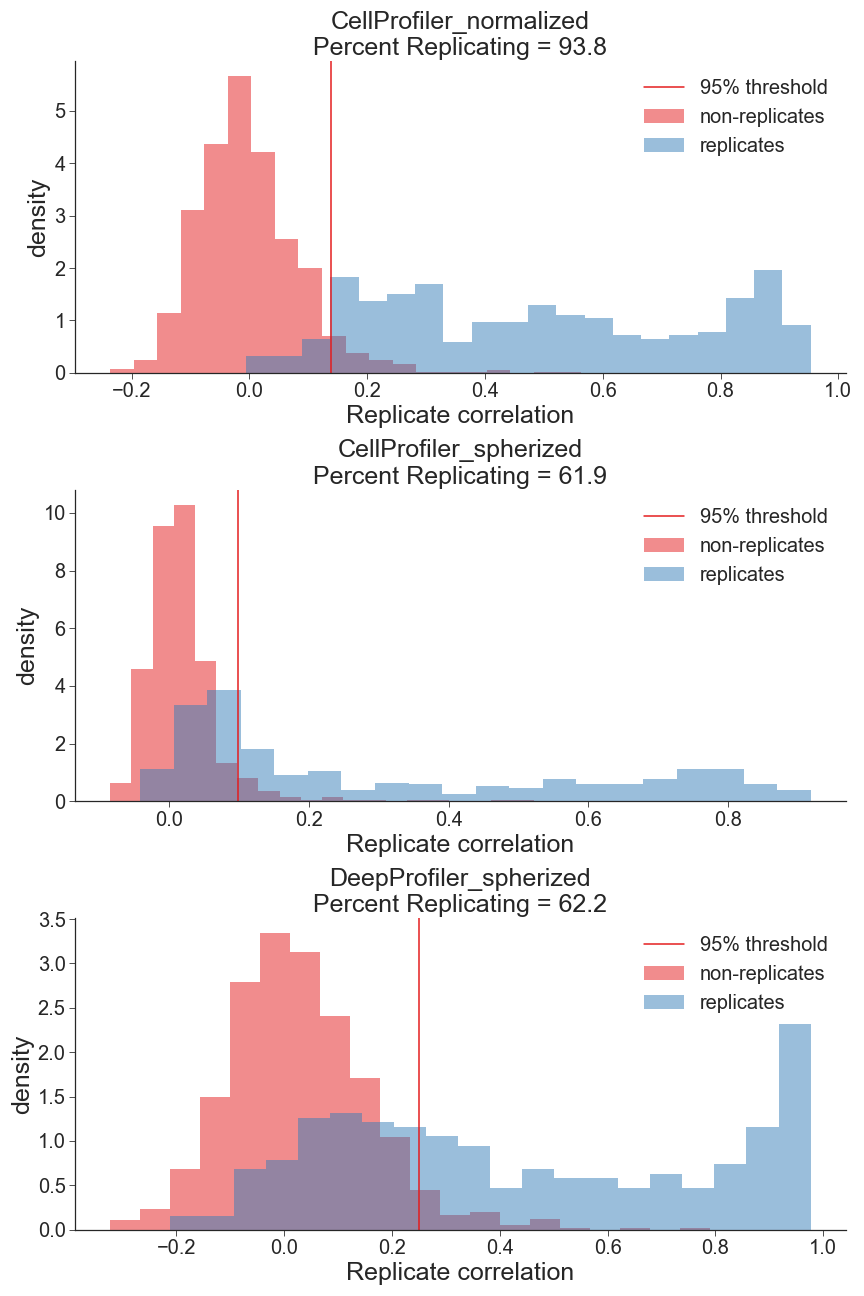 CellProfiler_normalized
Percent Replicating = 93.8
95% threshold
non-replicates
replicates
density
5
4
3
2
1
0
−0.2 0.0 0.2 0.4 0.6 0.8 1.0
Replicate correlation
CellProfiler_spherized
Percent Replicating = 61.9
95% threshold
non-replicates
replicates
density
10
8
6
4
2
0
0.0 0.2 0.4 0.6 0.8
Replicate correlation
DeepProfiler_spherized
Percent Replicating = 62.2
95% threshold
non-replicates
replicates
density
3.5
3.0
2.5
2.0
1.5
1.0
0.5
0.0
−0.2 0.0 0.2 0.4 0.6 0.8 1.0
Replicate correlation